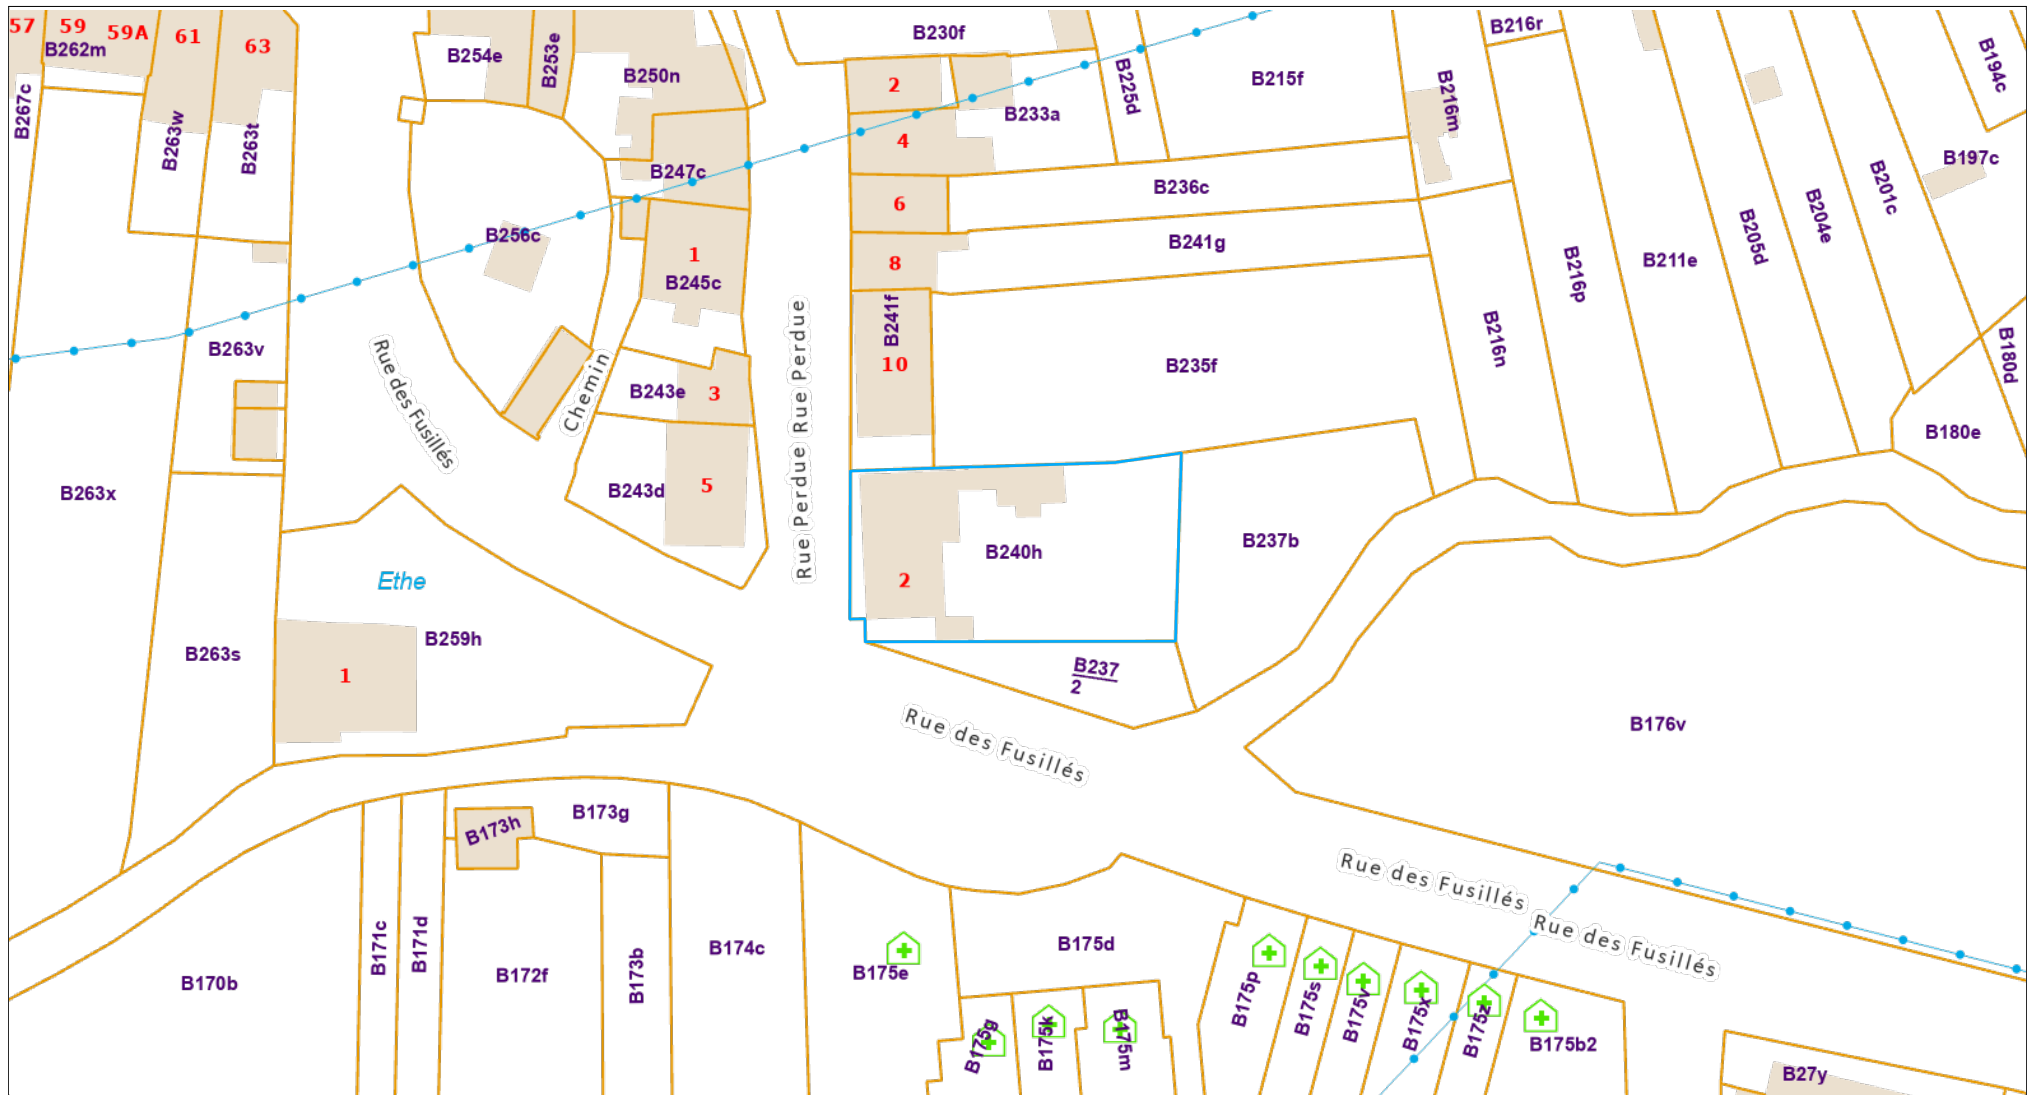 57
59
59A
61
63
B262m
B267c
B263w
B263t
B254e
B253e
B250n
B247c
B256c
1
B245c
B230f
2
B233a
B225d
B215f
B216r
B216m
B194c
B197c
4
6
8
B236c
B241g
B241f
10
B235f
B216n
B216p
B211e
B205d
B204e
B201c
B180d
B180e
B263v
B263x
B263s
Rue des Fusillés
Chemin
B243e
3
B243d
5
Rue Perdue Rue Perdue
Ethe
B259h
1
B240h
2
B237b
B237
2
Rue des Fusillés
B176v
Rue des Fusillés
Rue des Fusillés
B173h
B173g
B170b
B171c
B171d
B172f
B173b
B174c
B175e
B175d
B175g
B175k
B175m
B175p
B175s
B175v
B175x
B175z
B175b2
B27y